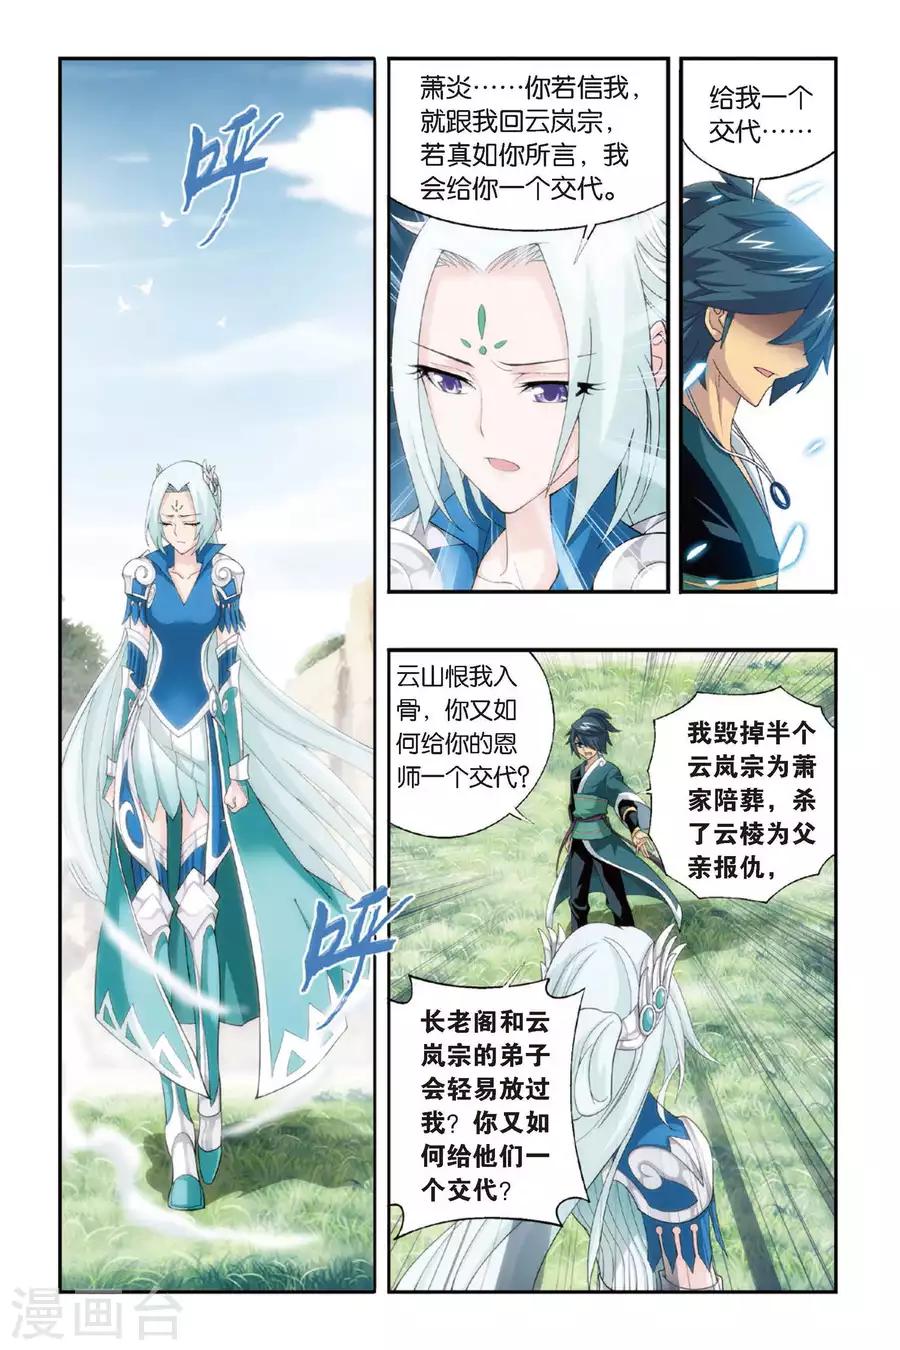 呼
萧炎……你若信我，
就跟我回云岚宗，
若真如你所言，我
会给你一个交代。
给我一个
交代……
呼
云山恨我入
骨，你又如
何给你的恩
师一个交代？
我毁掉半个
云岚宗为萧
家陪葬，杀
了云棱为父
亲报仇，
长老阁和云
岚宗的弟子
会轻易放过
我？你又如
何给他们一
个交代？
漫画台